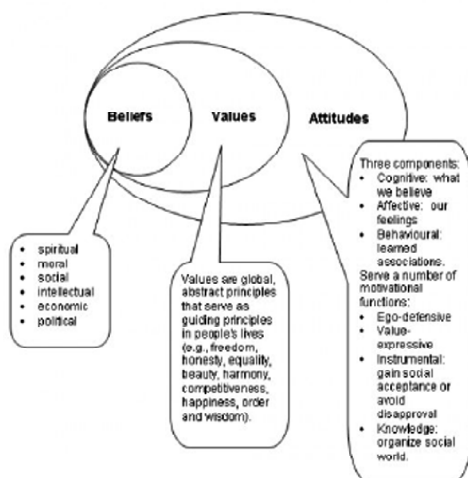 Beliefs
Values
Attitudes
• spiritual
• moral
• social
• intellectual
• economic
• political
Values are global,
abstract principles
that serve as
guiding principles
in people's lives
(e.g., freedom,
honesty, equality,
beauty, harmony,
competitiveness,
happiness, order
and wisdom).
Three components:
• Cognitive: what
we believe
• Affective: our
feelings
• Behavioural:
learned
associations.
Serve a number of
motivational
functions:
• Ego-defensive
• Value-
expressive
• Instrumental:
gain social
acceptance or
avoid
disapproval
• Knowledge:
organize social
world.